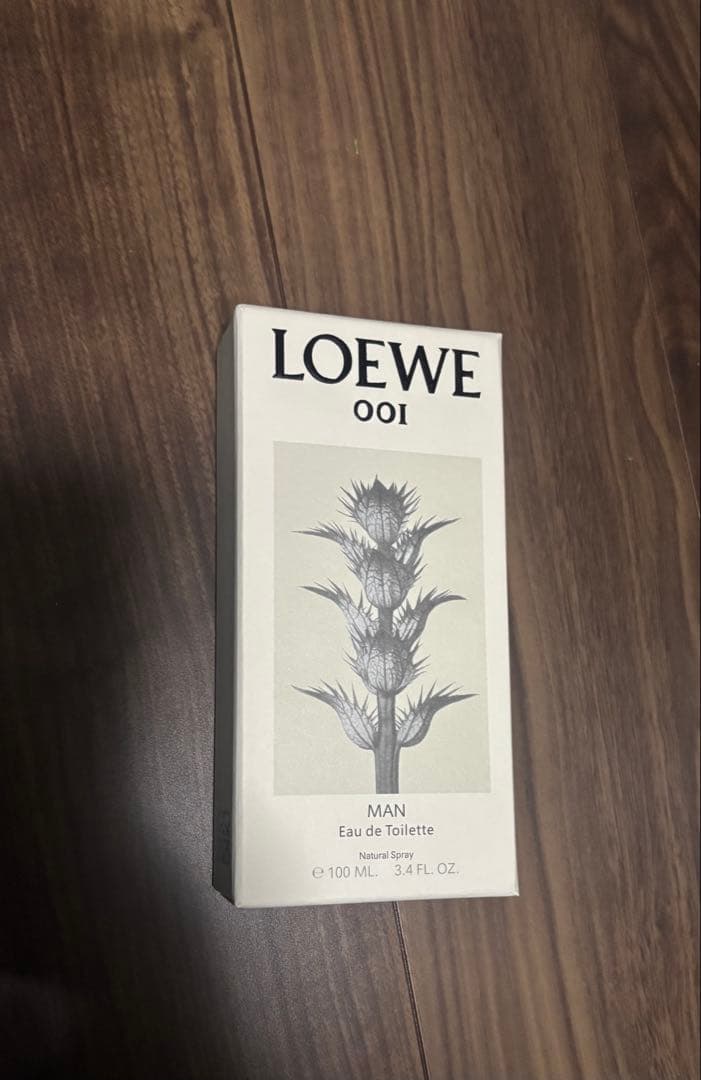 LOEWE
001
MAN
Eau de Toilette
Natural Spray
℮ 100 ML. 3.4 FL. OZ.